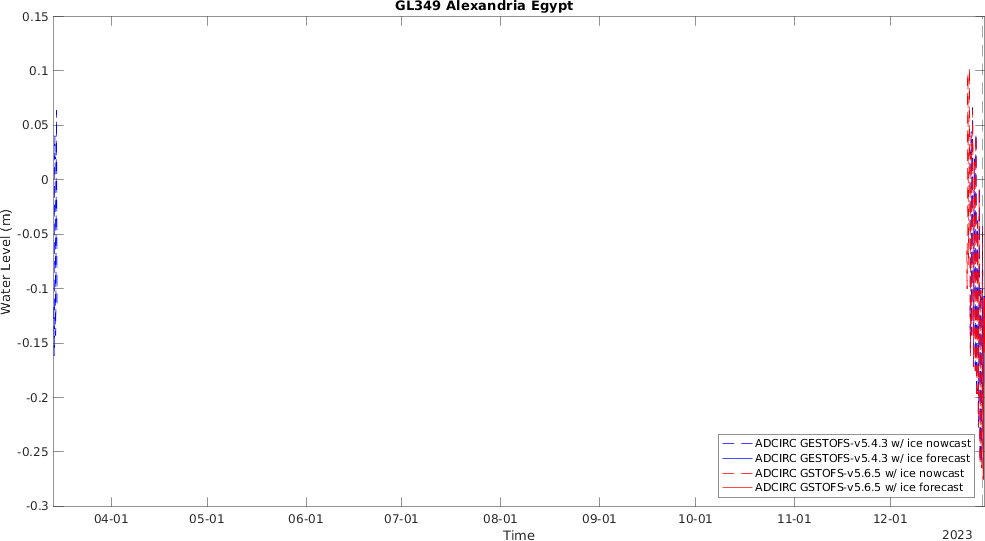 GL349 Alexandria Egypt
0.15
0.1
0.05
0
-0.05
-0.1
-0.15
-0.2
-0.25
-0.3
Water Level (m)
ADCIRC GESTOFS-v5.4.3 w/ ice nowcast
ADCIRC GESTOFS-v5.4.3 w/ ice forecast
ADCIRC GSTOFS-v5.6.5 w/ ice nowcast
ADCIRC GSTOFS-v5.6.5 w/ ice forecast
04-01 05-01 06-01 07-01 08-01 09-01 10-01 11-01 12-01
Time
2023